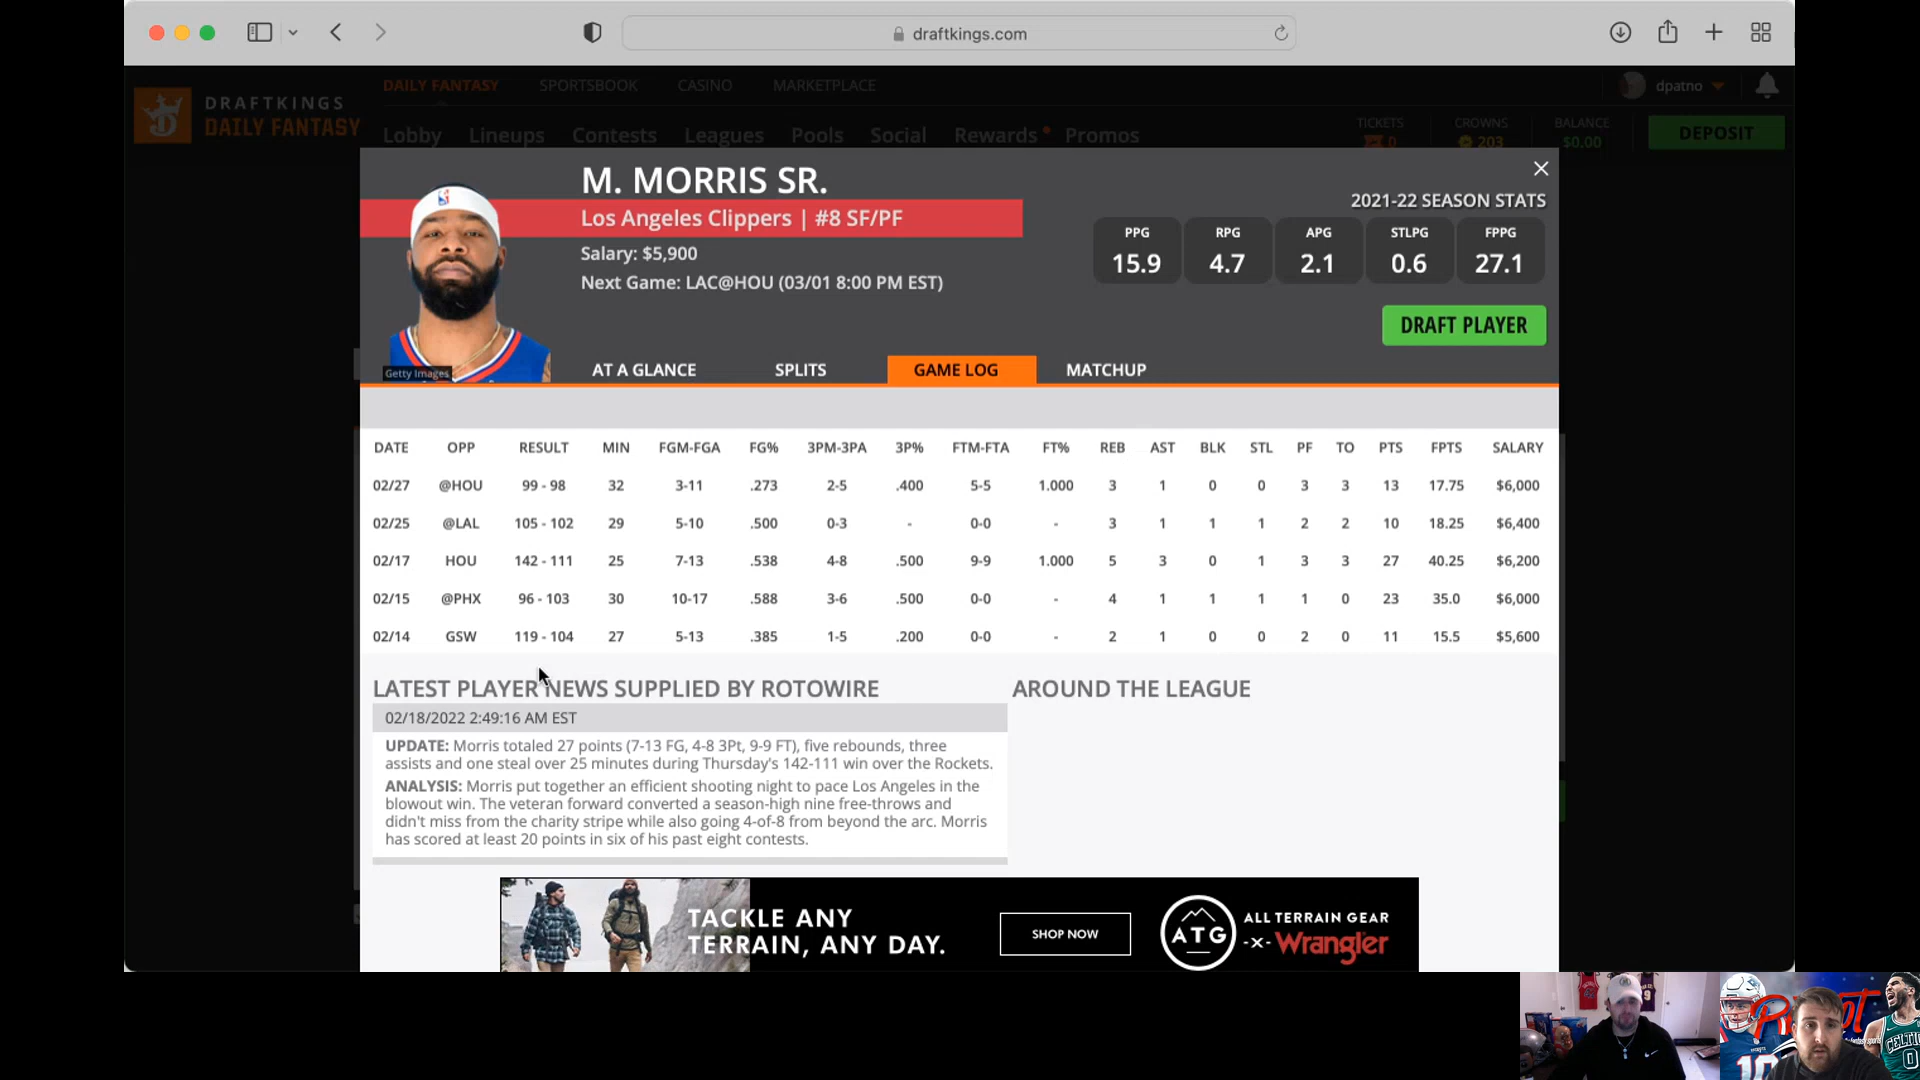 draftkings.com
DRAFTKINGS
DAILY FANTASY
DAILY FANTASY SPORTSBOOK CASINO MARKETPLACE
dpatno
Lobby Lineups Contests Leagues Pools Social Rewards Promos
TICKETS CROWNS BALANCE
0 203 $0.00
DEPOSIT
M. MORRIS SR.
Los Angeles Clippers | #8 SF/PF
Salary: $5,900
Next Game: LAC@HOU (03/01 8:00 PM EST)
2021-22 SEASON STATS
PPG RPG APG STLPG FPPG
15.9 4.7 2.1 0.6 27.1
DRAFT PLAYER
Getty Images
AT A GLANCE SPLITS GAME LOG MATCHUP
DATE OPP RESULT MIN FGM-FGA FG% 3PM-3PA 3P% FTM-FTA FT% REB AST BLK STL PF TO PTS FPTS SALARY
02/27 @HOU 99 - 98 32 3-11 .273 2-5 .400 5-5 1.000 3 1 0 0 3 3 13 17.75 $6,000
02/25 @LAL 105 - 102 29 5-10 .500 0-3 - 0-0 - 3 1 1 1 2 2 10 18.25 $6,400
02/17 HOU 142 - 111 25 7-13 .538 4-8 .500 9-9 1.000 5 3 0 1 3 3 27 40.25 $6,200
02/15 @PHX 96 - 103 30 10-17 .588 3-6 .500 0-0 - 4 1 1 1 1 0 23 35.0 $6,000
02/14 GSW 119 - 104 27 5-13 .385 1-5 .200 0-0 - 2 1 0 0 2 0 11 15.5 $5,600
LATEST PLAYER NEWS SUPPLIED BY ROTOWIRE
02/18/2022 2:49:16 AM EST
UPDATE: Morris totaled 27 points (7-13 FG, 4-8 3Pt, 9-9 FT), five rebounds, three
assists and one steal over 25 minutes during Thursday's 142-111 win over the Rockets.
ANALYSIS: Morris put together an efficient shooting night to pace Los Angeles in the
blowout win. The veteran forward converted a season-high nine free-throws and
didn't miss from the charity stripe while also going 4-of-8 from beyond the arc. Morris
has scored at least 20 points in six of his past eight contests.
AROUND THE LEAGUE
TACKLE ANY
TERRAIN, ANY DAY.
SHOP NOW
ATG
ALL TERRAIN GEAR
-X- Wrangler